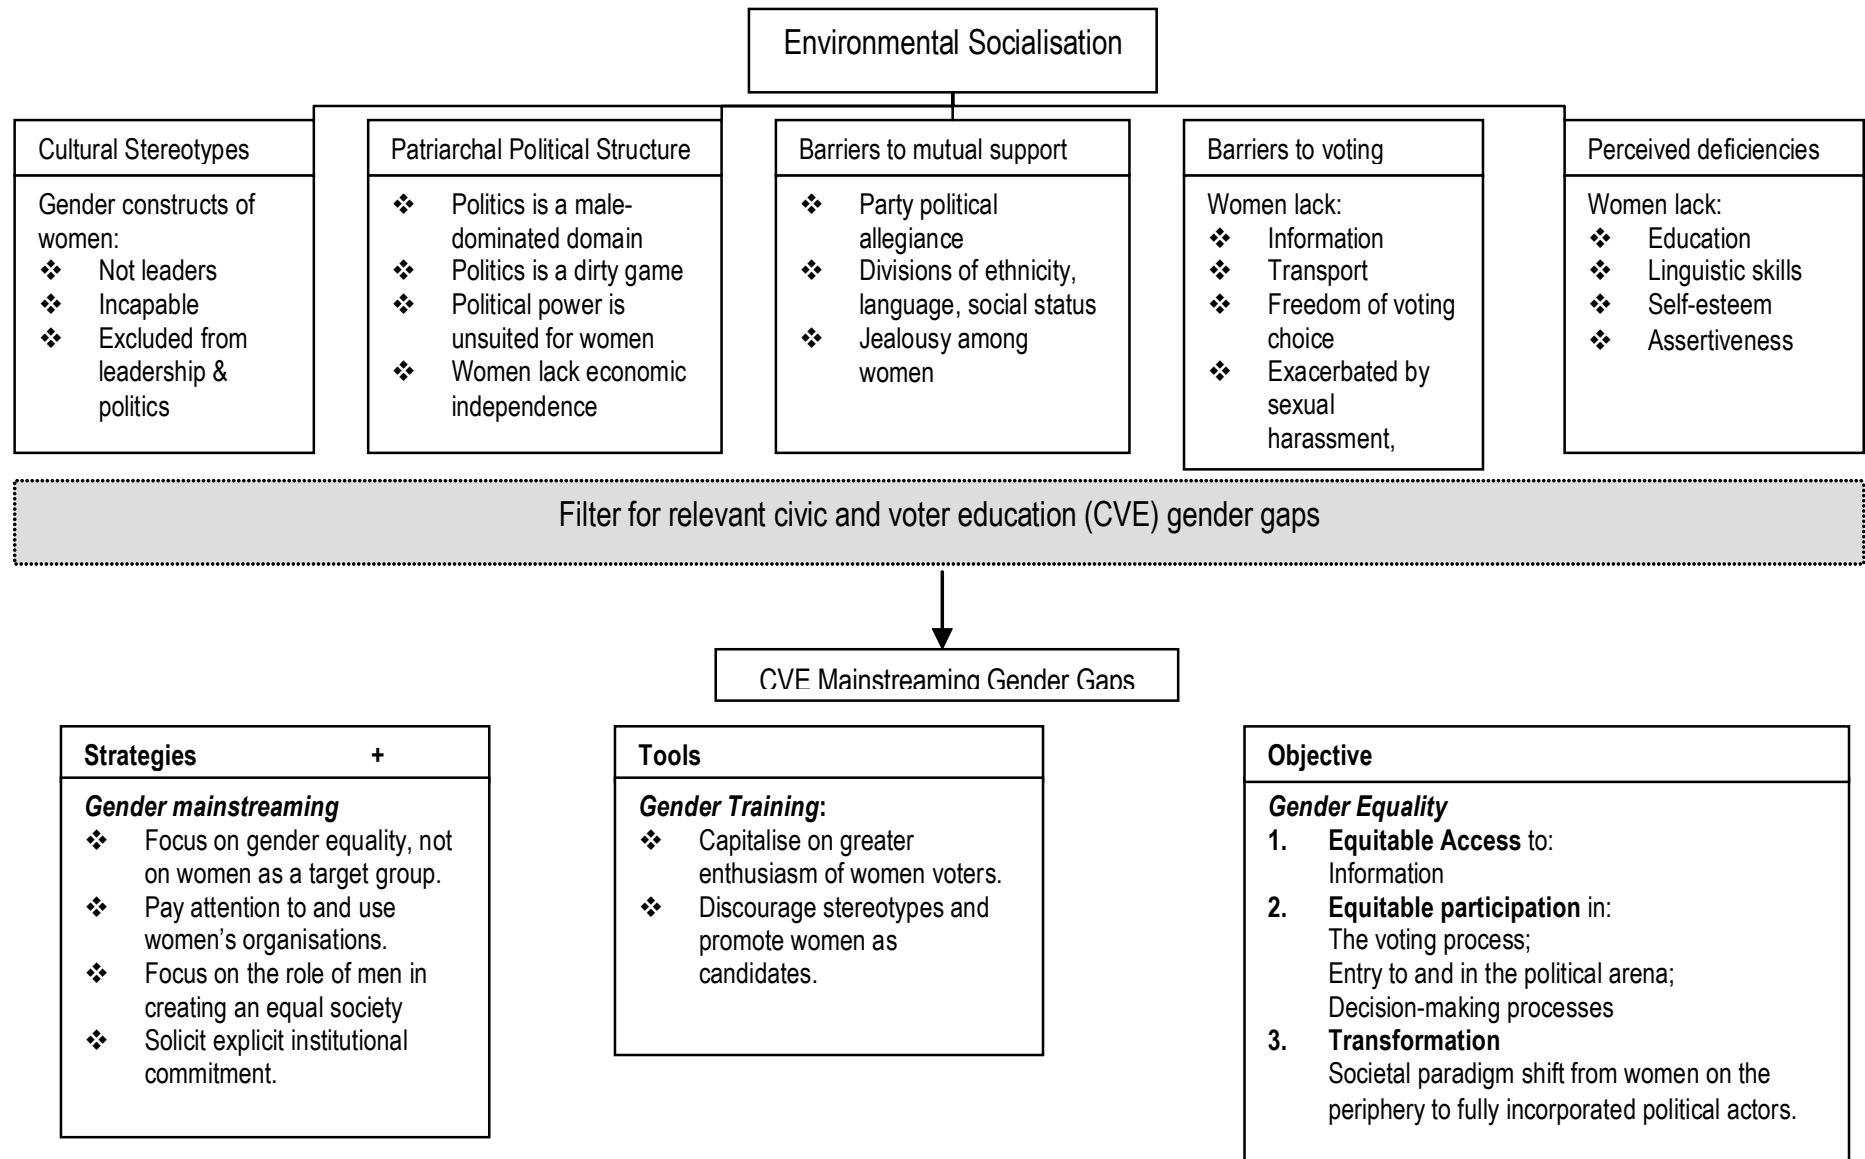 Environmental Socialisation
Cultural Stereotypes
Gender constructs of
women:
❖ Not leaders
❖ Incapable
❖ Excluded from
leadership &
politics
Patriarchal Political Structure
❖ Politics is a male-
dominated domain
❖ Politics is a dirty game
❖ Political power is
unsuited for women
❖ Women lack economic
independence
Barriers to mutual support
❖ Party political
allegiance
❖ Divisions of ethnicity,
language, social status
❖ Jealousy among
women
Barriers to voting
Women lack:
❖ Information
❖ Transport
❖ Freedom of voting
choice
❖ Exacerbated by
sexual
harassment,
Perceived deficiencies
Women lack:
❖ Education
❖ Linguistic skills
❖ Self-esteem
❖ Assertiveness
Filter for relevant civic and voter education (CVE) gender gaps
CVE Mainstreaming Gender Gaps
Strategies +
Gender mainstreaming
❖ Focus on gender equality, not
on women as a target group.
❖ Pay attention to and use
women’s organisations.
❖ Focus on the role of men in
creating an equal society
❖ Solicit explicit institutional
commitment.
Tools
Gender Training:
❖ Capitalise on greater
enthusiasm of women voters.
❖ Discourage stereotypes and
promote women as
candidates.
Objective
Gender Equality
1. Equitable Access to:
Information
2. Equitable participation in:
The voting process;
Entry to and in the political arena;
Decision-making processes
3. Transformation
Societal paradigm shift from women on the
periphery to fully incorporated political actors.